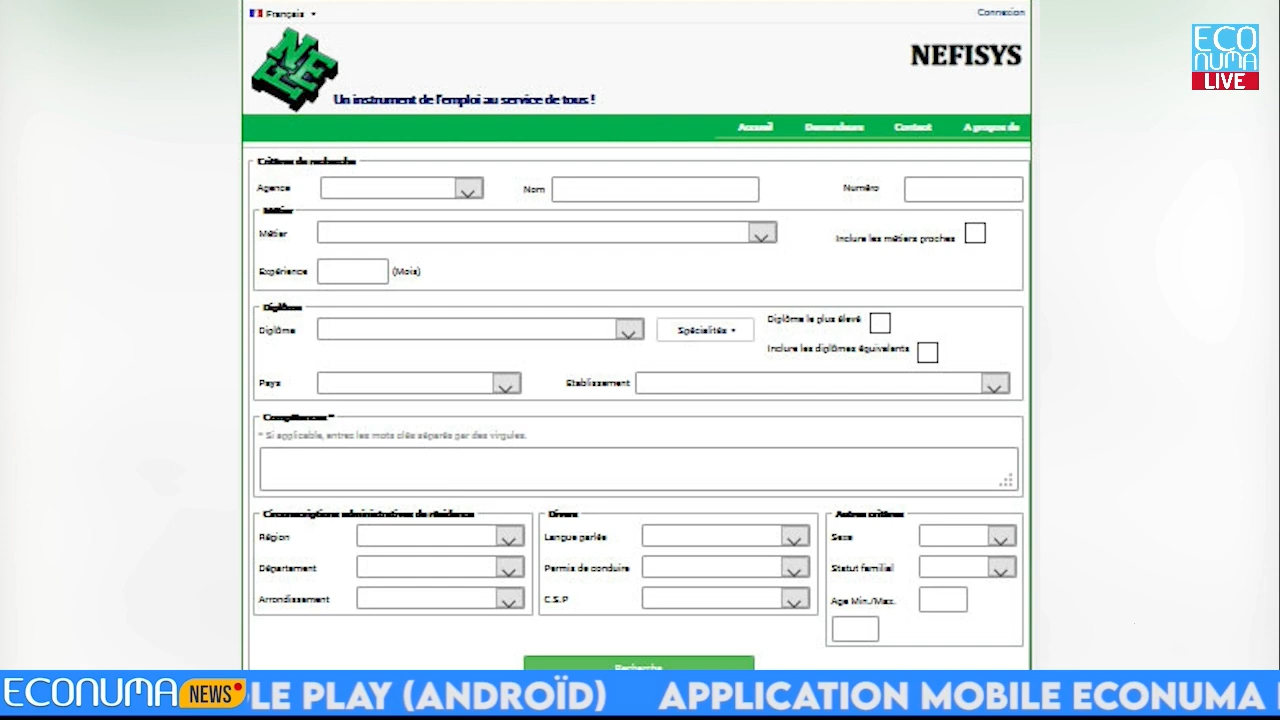 Français
Connexion
NEFISYS
Un instrument de l'emploi au service de tous !
Accueil Demandeurs Contact A propos de
Critères de recherche
Agence Nom Numéro
Métier
Métier Inclure les métiers proches
Expérience (Mois)
Diplôme
Diplôme Spécialités Diplôme le plus élevé
Inclure les diplômes équivalents
Pays Etablissement
Compétences *
* Si applicable, entrez les mots clés séparés par des virgules.
Circonscriptions administratives de résidence Divers Autres critères
Région Langue parlée Sexe
Département Permis de conduire Statut familial
Arrondissement C.S.P Age Min./Max.
Recherche
ECO
NUMA
LIVE
ECONUMA NEWS LE PLAY (ANDROÏD) APPLICATION MOBILE ECONUMA